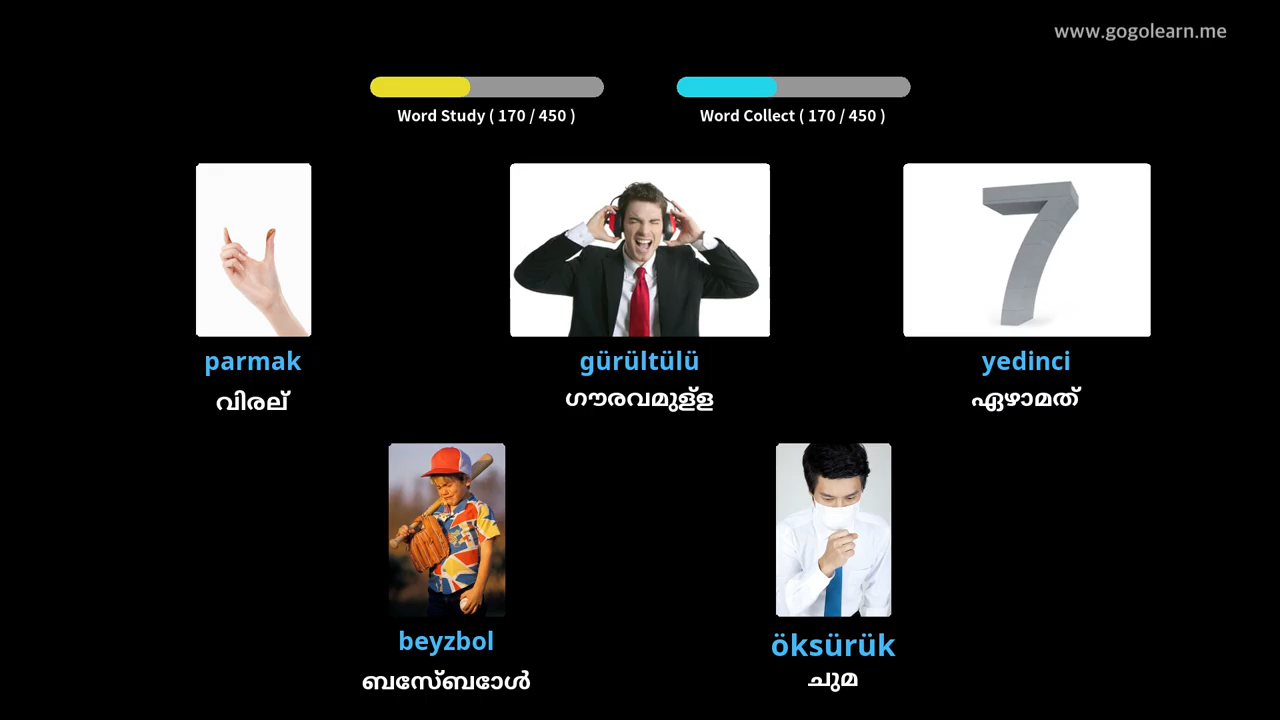 www.gogolearn.me
Word Study ( 170 / 450 )
Word Collect ( 170 / 450 )
parmak
വിരല്
gürültülü
ഗൗരവമുള്ള
yedinci
ഏഴാമത്
beyzbol
ബേസ്ബോൾ
öksürük
ചുമ